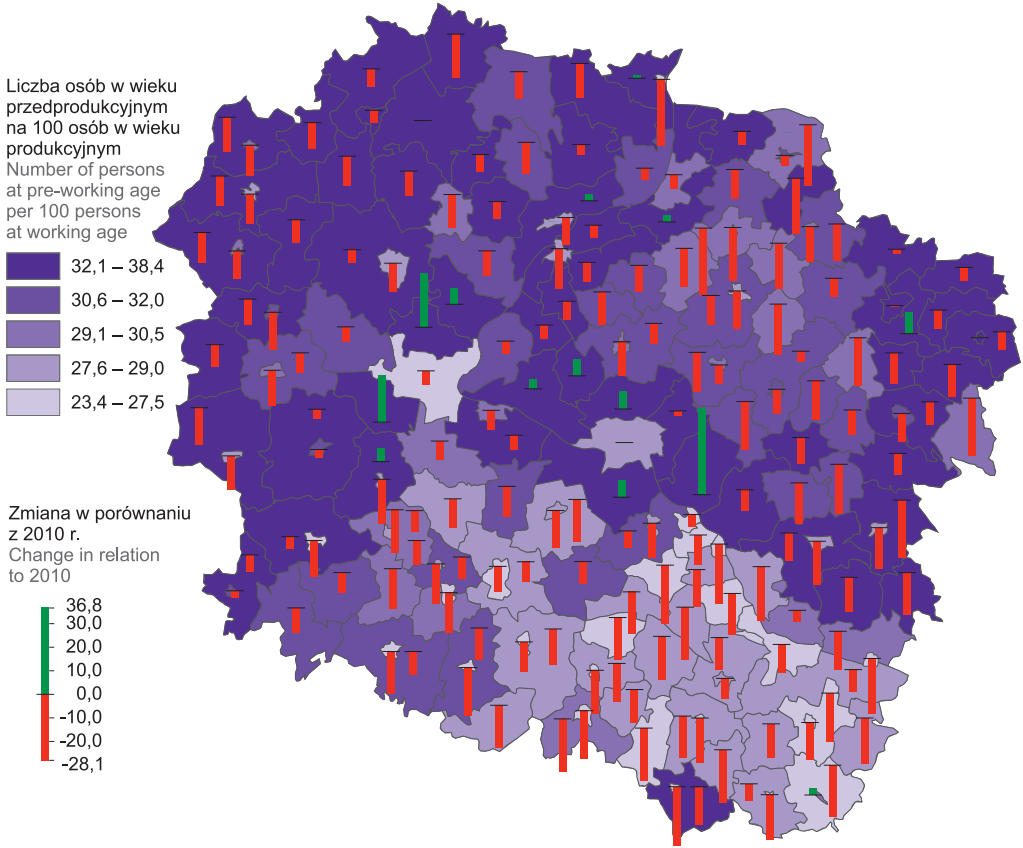 Liczba osób w wieku
przedprodukcyjnym
na 100 osób w wieku
produkcyjnym
Number of persons
at pre-working age
per 100 persons
at working age
32,1 – 38,4
30,6 – 32,0
29,1 – 30,5
27,6 – 29,0
23,4 – 27,5
Zmiana w porównaniu
z 2010 r.
Change in relation
to 2010
36,8
30,0
20,0
10,0
0,0
-10,0
-20,0
-28,1